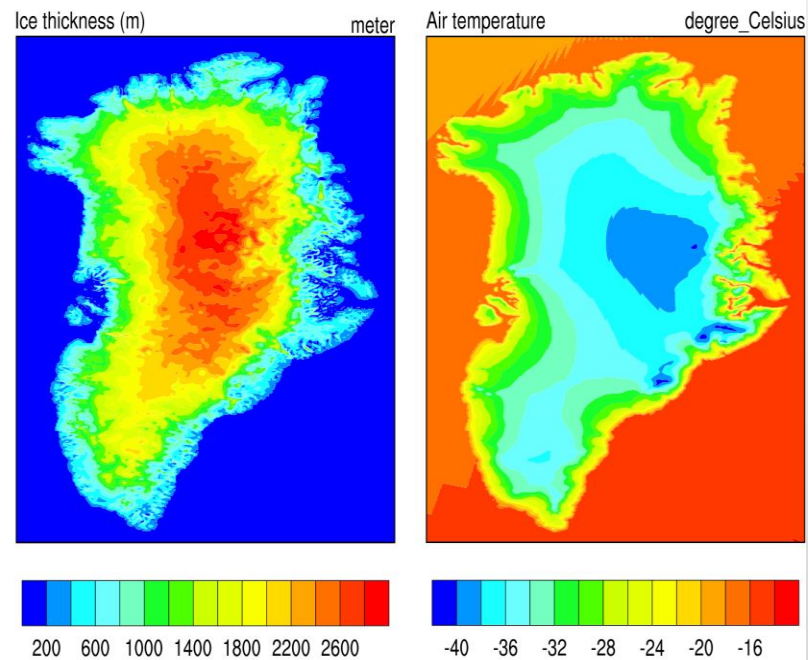 Ice thickness (m) meter
Air temperature degree_Celsius
200 600 1000 1400 1800 2200 2600
-40 -36 -32 -28 -24 -20 -16